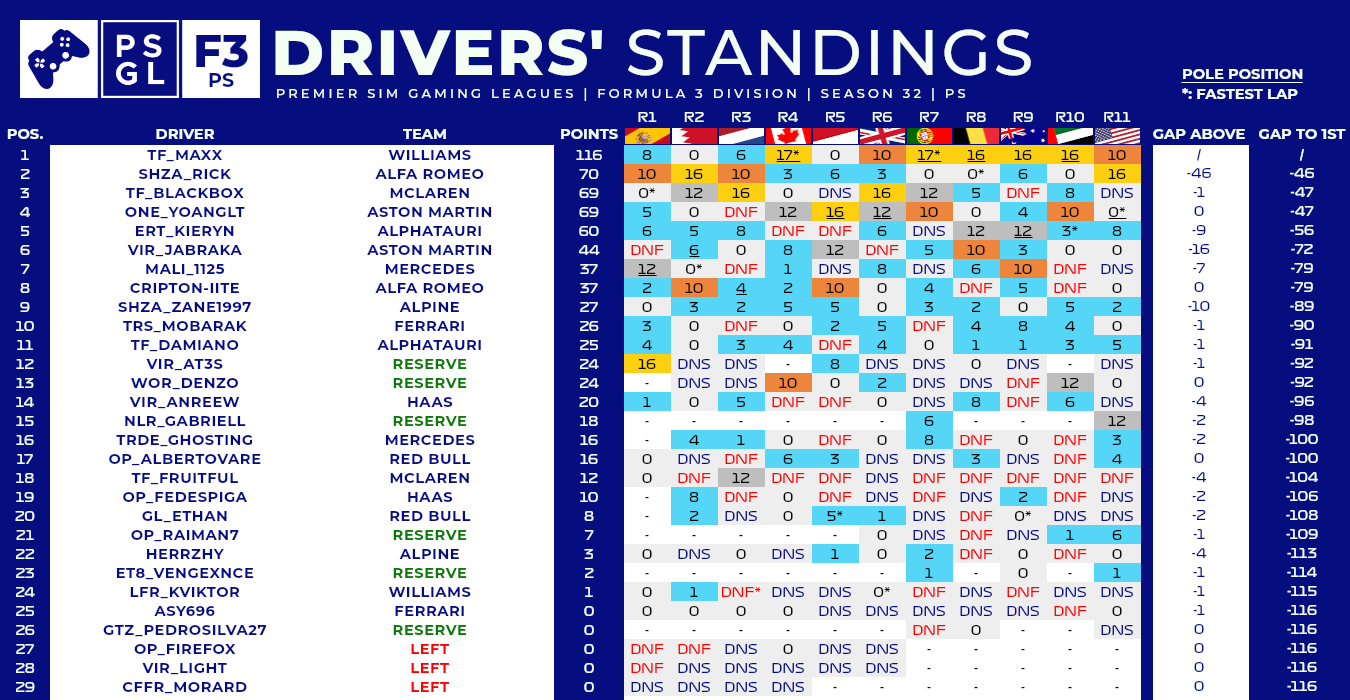 PS GL F3 PS DRIVERS' STANDINGS
PREMIER SIM GAMING LEAGUES | FORMULA 3 DIVISION | SEASON 32 | PS
POLE POSITION
*: FASTEST LAP
R1 R2 R3 R4 R5 R6 R7 R8 R9 R10 R11
POS. DRIVER TEAM POINTS GAP ABOVE GAP TO 1ST
1 TF_MAXX WILLIAMS 116 8 0 6 17* 0 10 17* 16 16 16 10 / /
2 SHZA_RICK ALFA ROMEO 70 10 16 10 3 6 3 0 0* 6 0 16 -46 -46
3 TF_BLACKBOX MCLAREN 69 0* 12 16 0 DNS 16 12 5 DNF 8 DNS -1 -47
4 ONE_YOANGLT ASTON MARTIN 69 5 0 DNF 12 16 12 10 0 4 10 0* 0 -47
5 ERT_KIERYN ALPHATAURI 60 6 5 8 DNF DNF 6 DNS 12 12 3* 8 -9 -56
6 VIR_JABRAKA ASTON MARTIN 44 DNF 6 0 8 12 DNF 5 10 3 0 0 -16 -72
7 MALI_1125 MERCEDES 37 12 0* DNF 1 DNS 8 DNS 6 10 DNF DNS -7 -79
8 CRIPTON-IITE ALFA ROMEO 37 2 10 4 2 10 0 4 DNF 5 DNF 0 0 -79
9 SHZA_ZANE1997 ALPINE 27 0 3 2 5 5 0 3 2 0 5 2 -10 -89
10 TRS_MOBARAK FERRARI 26 3 0 DNF 0 2 5 DNF 4 8 4 0 -1 -90
11 TF_DAMIANO ALPHATAURI 25 4 0 3 4 DNF 4 0 1 1 3 5 -1 -91
12 VIR_AT3S RESERVE 24 16 DNS DNS - 8 DNS DNS 0 DNS - DNS -1 -92
13 WOR_DENZO RESERVE 24 - DNS DNS 10 0 2 DNS DNS DNF 12 0 0 -92
14 VIR_ANREEW HAAS 20 1 0 5 DNF DNF 0 DNS 8 DNF 6 DNS -4 -96
15 NLR_GABRIELL RESERVE 18 - - - - - - 6 - - - 12 -2 -98
16 TRDE_GHOSTING MERCEDES 16 - 4 1 0 DNF 0 8 DNF 0 DNF 3 -2 -100
17 OP_ALBERTOVARE RED BULL 16 0 DNS DNF 6 3 DNS DNS 3 DNS DNF 4 0 -100
18 TF_FRUITFUL MCLAREN 12 0 DNF 12 DNF DNF DNS DNF DNF DNF DNF DNF -4 -104
19 OP_FEDESPIGA HAAS 10 - 8 DNF 0 DNF DNS DNF DNS 2 DNF DNS -2 -106
20 GL_ETHAN RED BULL 8 - 2 DNS 0 5* 1 DNS DNF 0* DNS DNS -2 -108
21 OP_RAIMAN7 RESERVE 7 - - - - - 0 DNS DNF DNS 1 6 -1 -109
22 HERRZHY ALPINE 3 0 DNS 0 DNS 1 0 2 DNF 0 DNF 0 -4 -113
23 ET8_VENGEXNCE RESERVE 2 - - - - - - 1 - 0 - 1 -1 -114
24 LFR_KVIKTOR WILLIAMS 1 0 1 DNF* DNS DNS 0* DNF DNS DNF DNS DNS -1 -115
25 ASY696 FERRARI 0 0 0 0 0 DNS DNS DNS DNS DNS DNF 0 -1 -116
26 GTZ_PEDROSILVA27 RESERVE 0 - - - - - - DNF 0 - - DNS 0 -116
27 OP_FIREFOX LEFT 0 DNF DNF DNS 0 DNS DNS - - - - - 0 -116
28 VIR_LIGHT LEFT 0 DNF DNS DNS DNS DNS DNS - - - - - 0 -116
29 CFFR_MORARD LEFT 0 DNS DNS DNS DNS - - - - - - - 0 -116